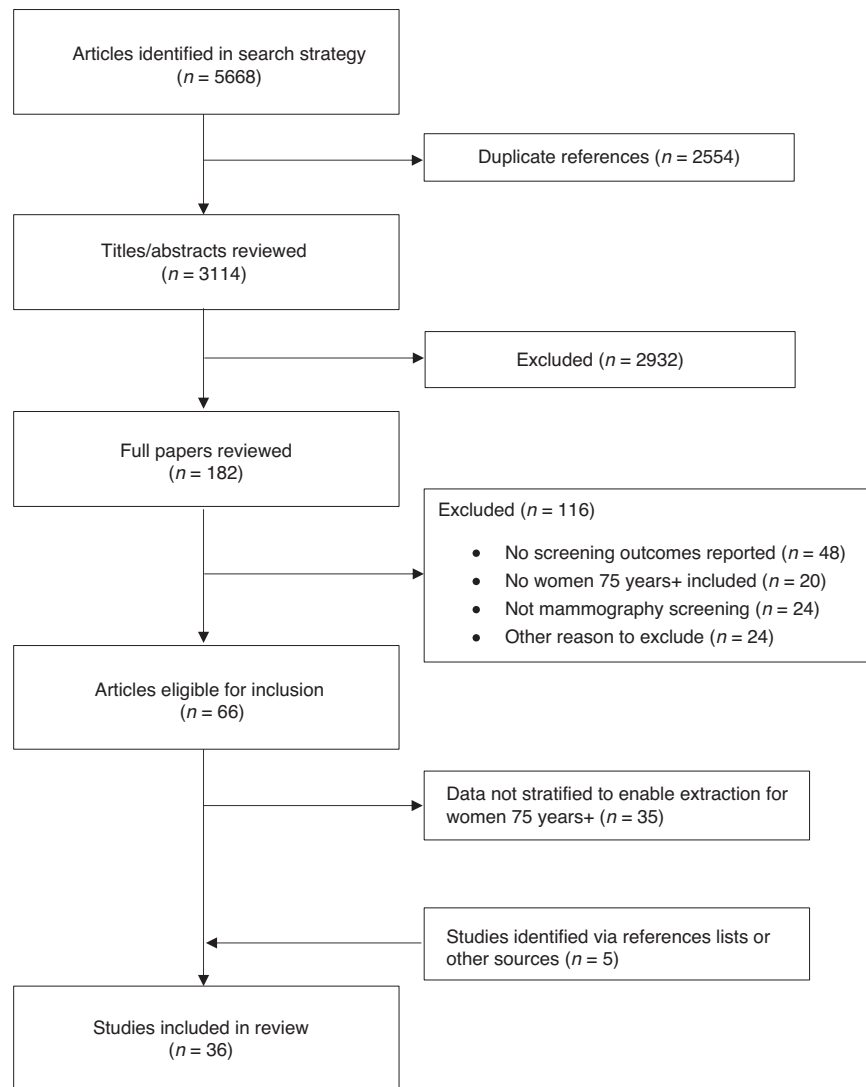 Articles identified in search strategy
(n = 5668)
Duplicate references (n = 2554)
Titles/abstracts reviewed
(n = 3114)
Excluded (n = 2932)
Full papers reviewed
(n = 182)
Excluded (n = 116)
• No screening outcomes reported (n = 48)
• No women 75 years+ included (n = 20)
• Not mammography screening (n = 24)
• Other reason to exclude (n = 24)
Articles eligible for inclusion
(n = 66)
Data not stratified to enable extraction for
women 75 years+ (n = 35)
Studies identified via references lists or
other sources (n = 5)
Studies included in review
(n = 36)